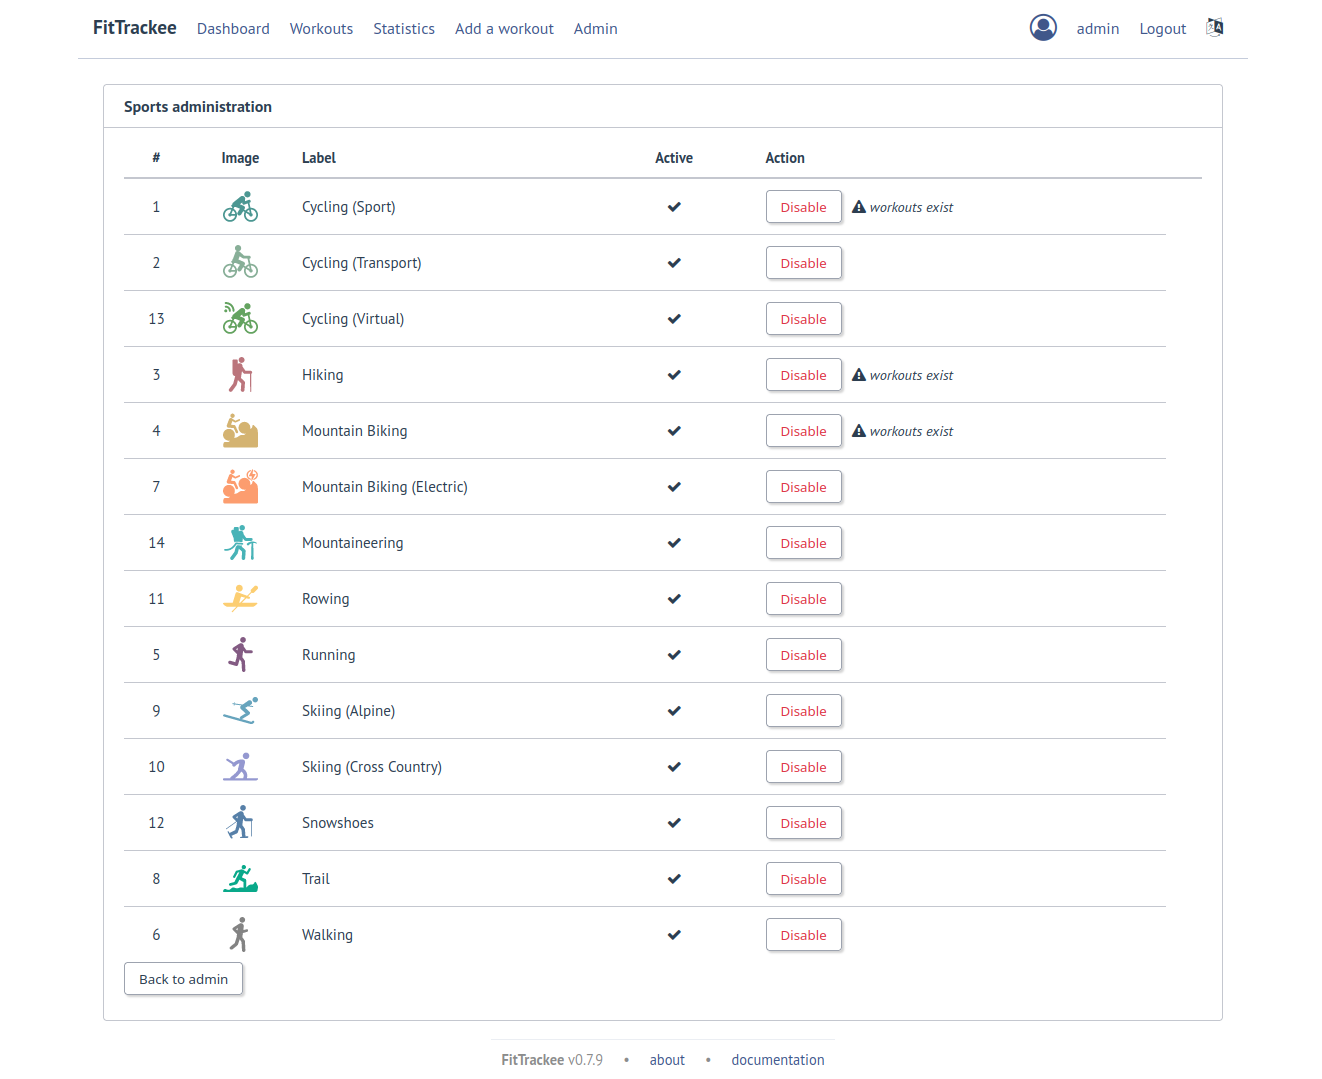 FitTrackee Dashboard Workouts Statistics Add a workout Admin admin Logout
Sports administration
# Image Label Active Action
1 Cycling (Sport) Disable workouts exist
2 Cycling (Transport) Disable
13 Cycling (Virtual) Disable
3 Hiking Disable workouts exist
4 Mountain Biking Disable workouts exist
7 Mountain Biking (Electric) Disable
14 Mountaineering Disable
11 Rowing Disable
5 Running Disable
9 Skiing (Alpine) Disable
10 Skiing (Cross Country) Disable
12 Snowshoes Disable
8 Trail Disable
6 Walking Disable
Back to admin
FitTrackee v0.7.9 • about • documentation